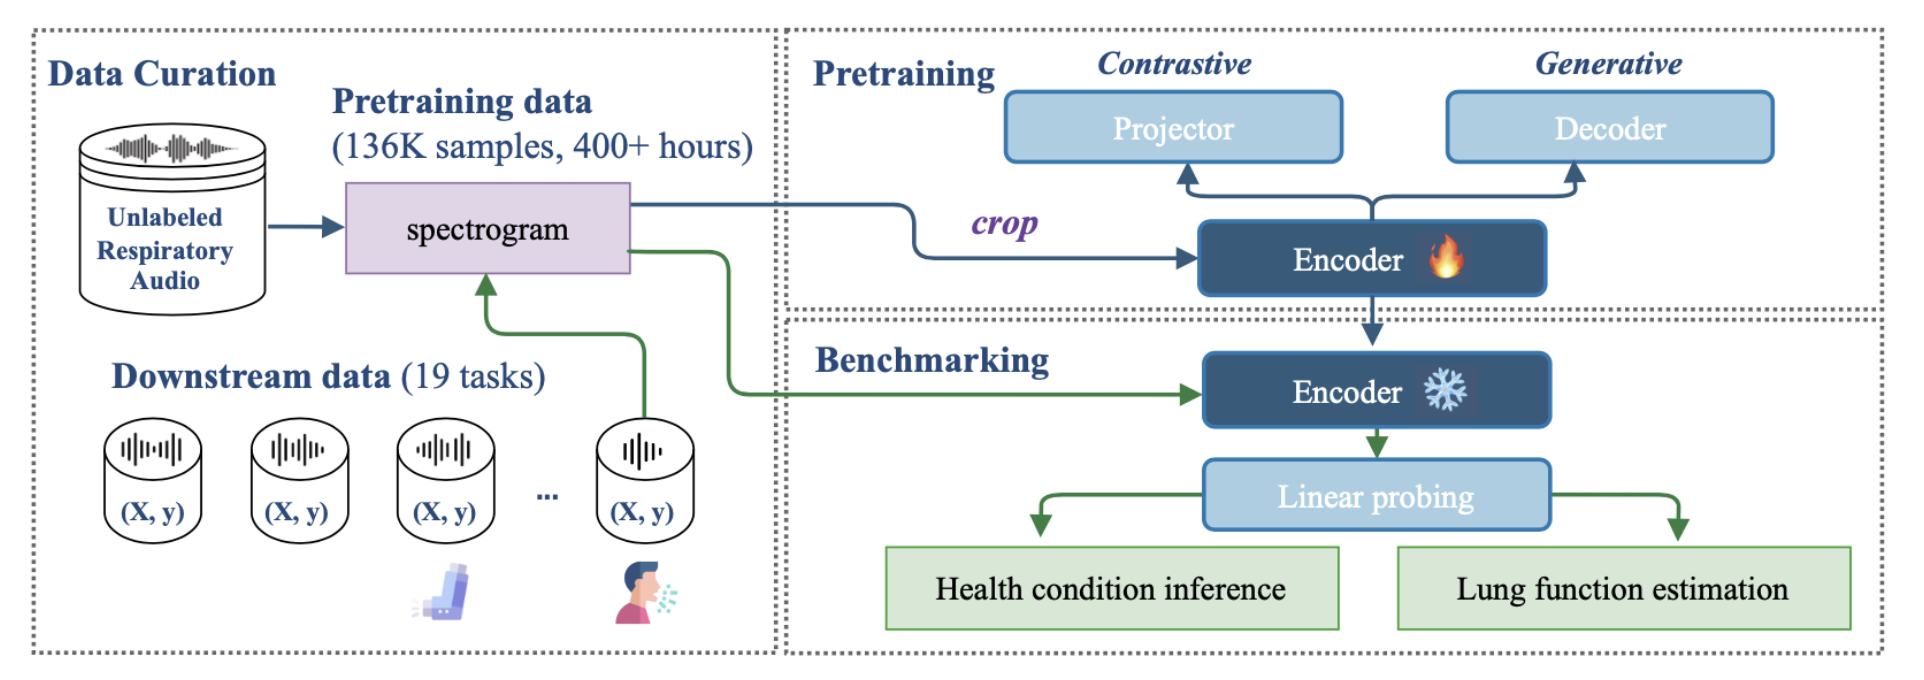 Data Curation
Pretraining data
(136K samples, 400+ hours)
Unlabeled
Respiratory
Audio
spectrogram
Downstream data (19 tasks)
(X, y)
(X, y)
(X, y)
...
(X, y)
Pretraining
Contrastive
Generative
Projector
Decoder
crop
Encoder
Benchmarking
Encoder
Linear probing
Health condition inference
Lung function estimation